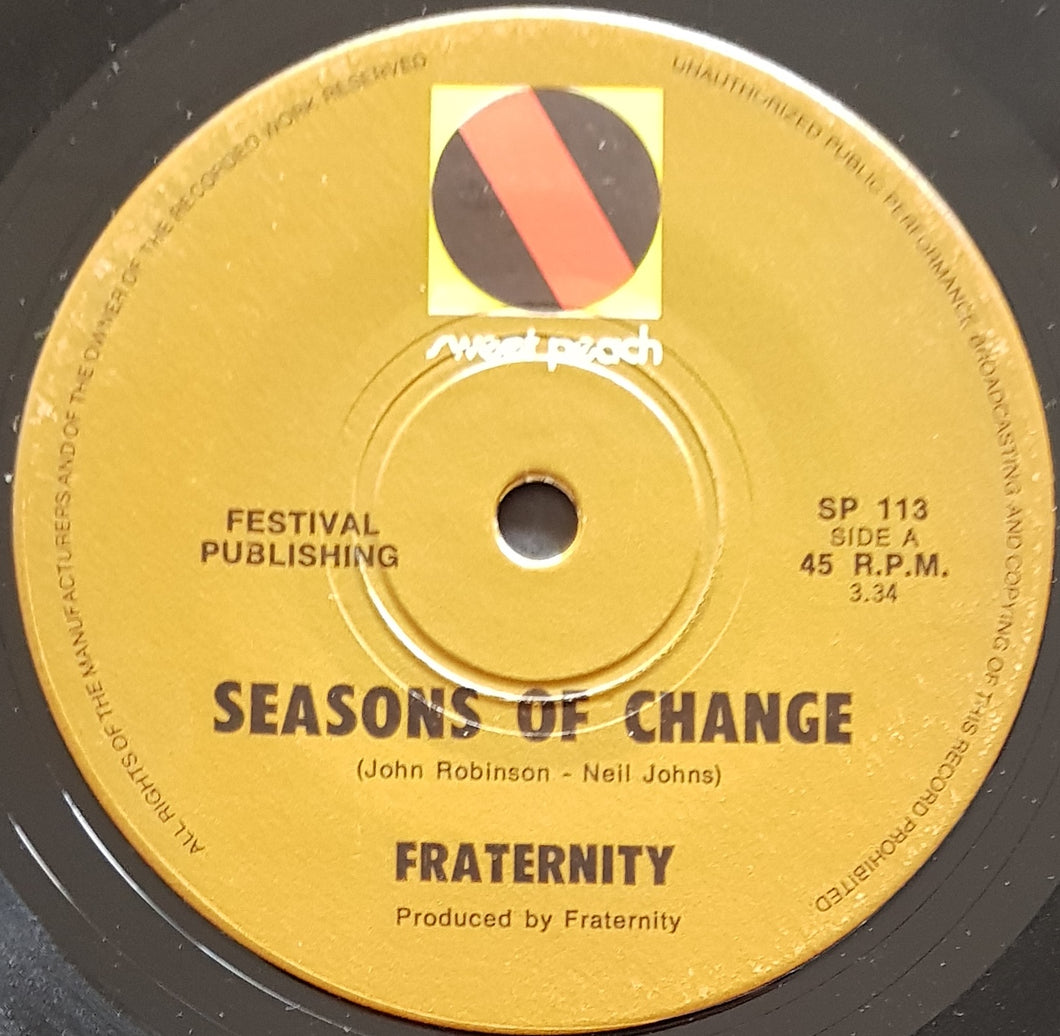 ALL RIGHTS OF THE MANUFACTURERS AND OF THE OWNER OF THE RECORDED WORK RESERVED
UNAUTHORIZED PUBLIC PERFORMANCE BROADCASTING AND COPYING OF THIS RECORD PROHIBITED
sweet peach
FESTIVAL
PUBLISHING
SP 113
SIDE A
45 R.P.M.
3.34
SEASONS OF CHANGE
(John Robinson - Neil Johns)
FRATERNITY
Produced by Fraternity